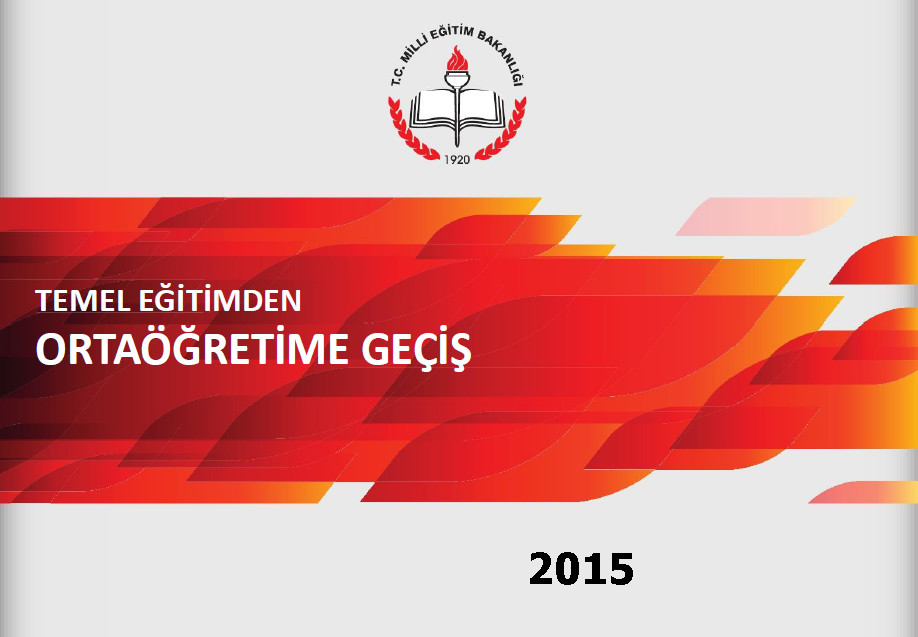 T.C. MİLLİ EĞİTİM BAKANLIĞI
1920
TEMEL EĞİTİMDEN
ORTAÖĞRETİME GEÇİŞ
2015